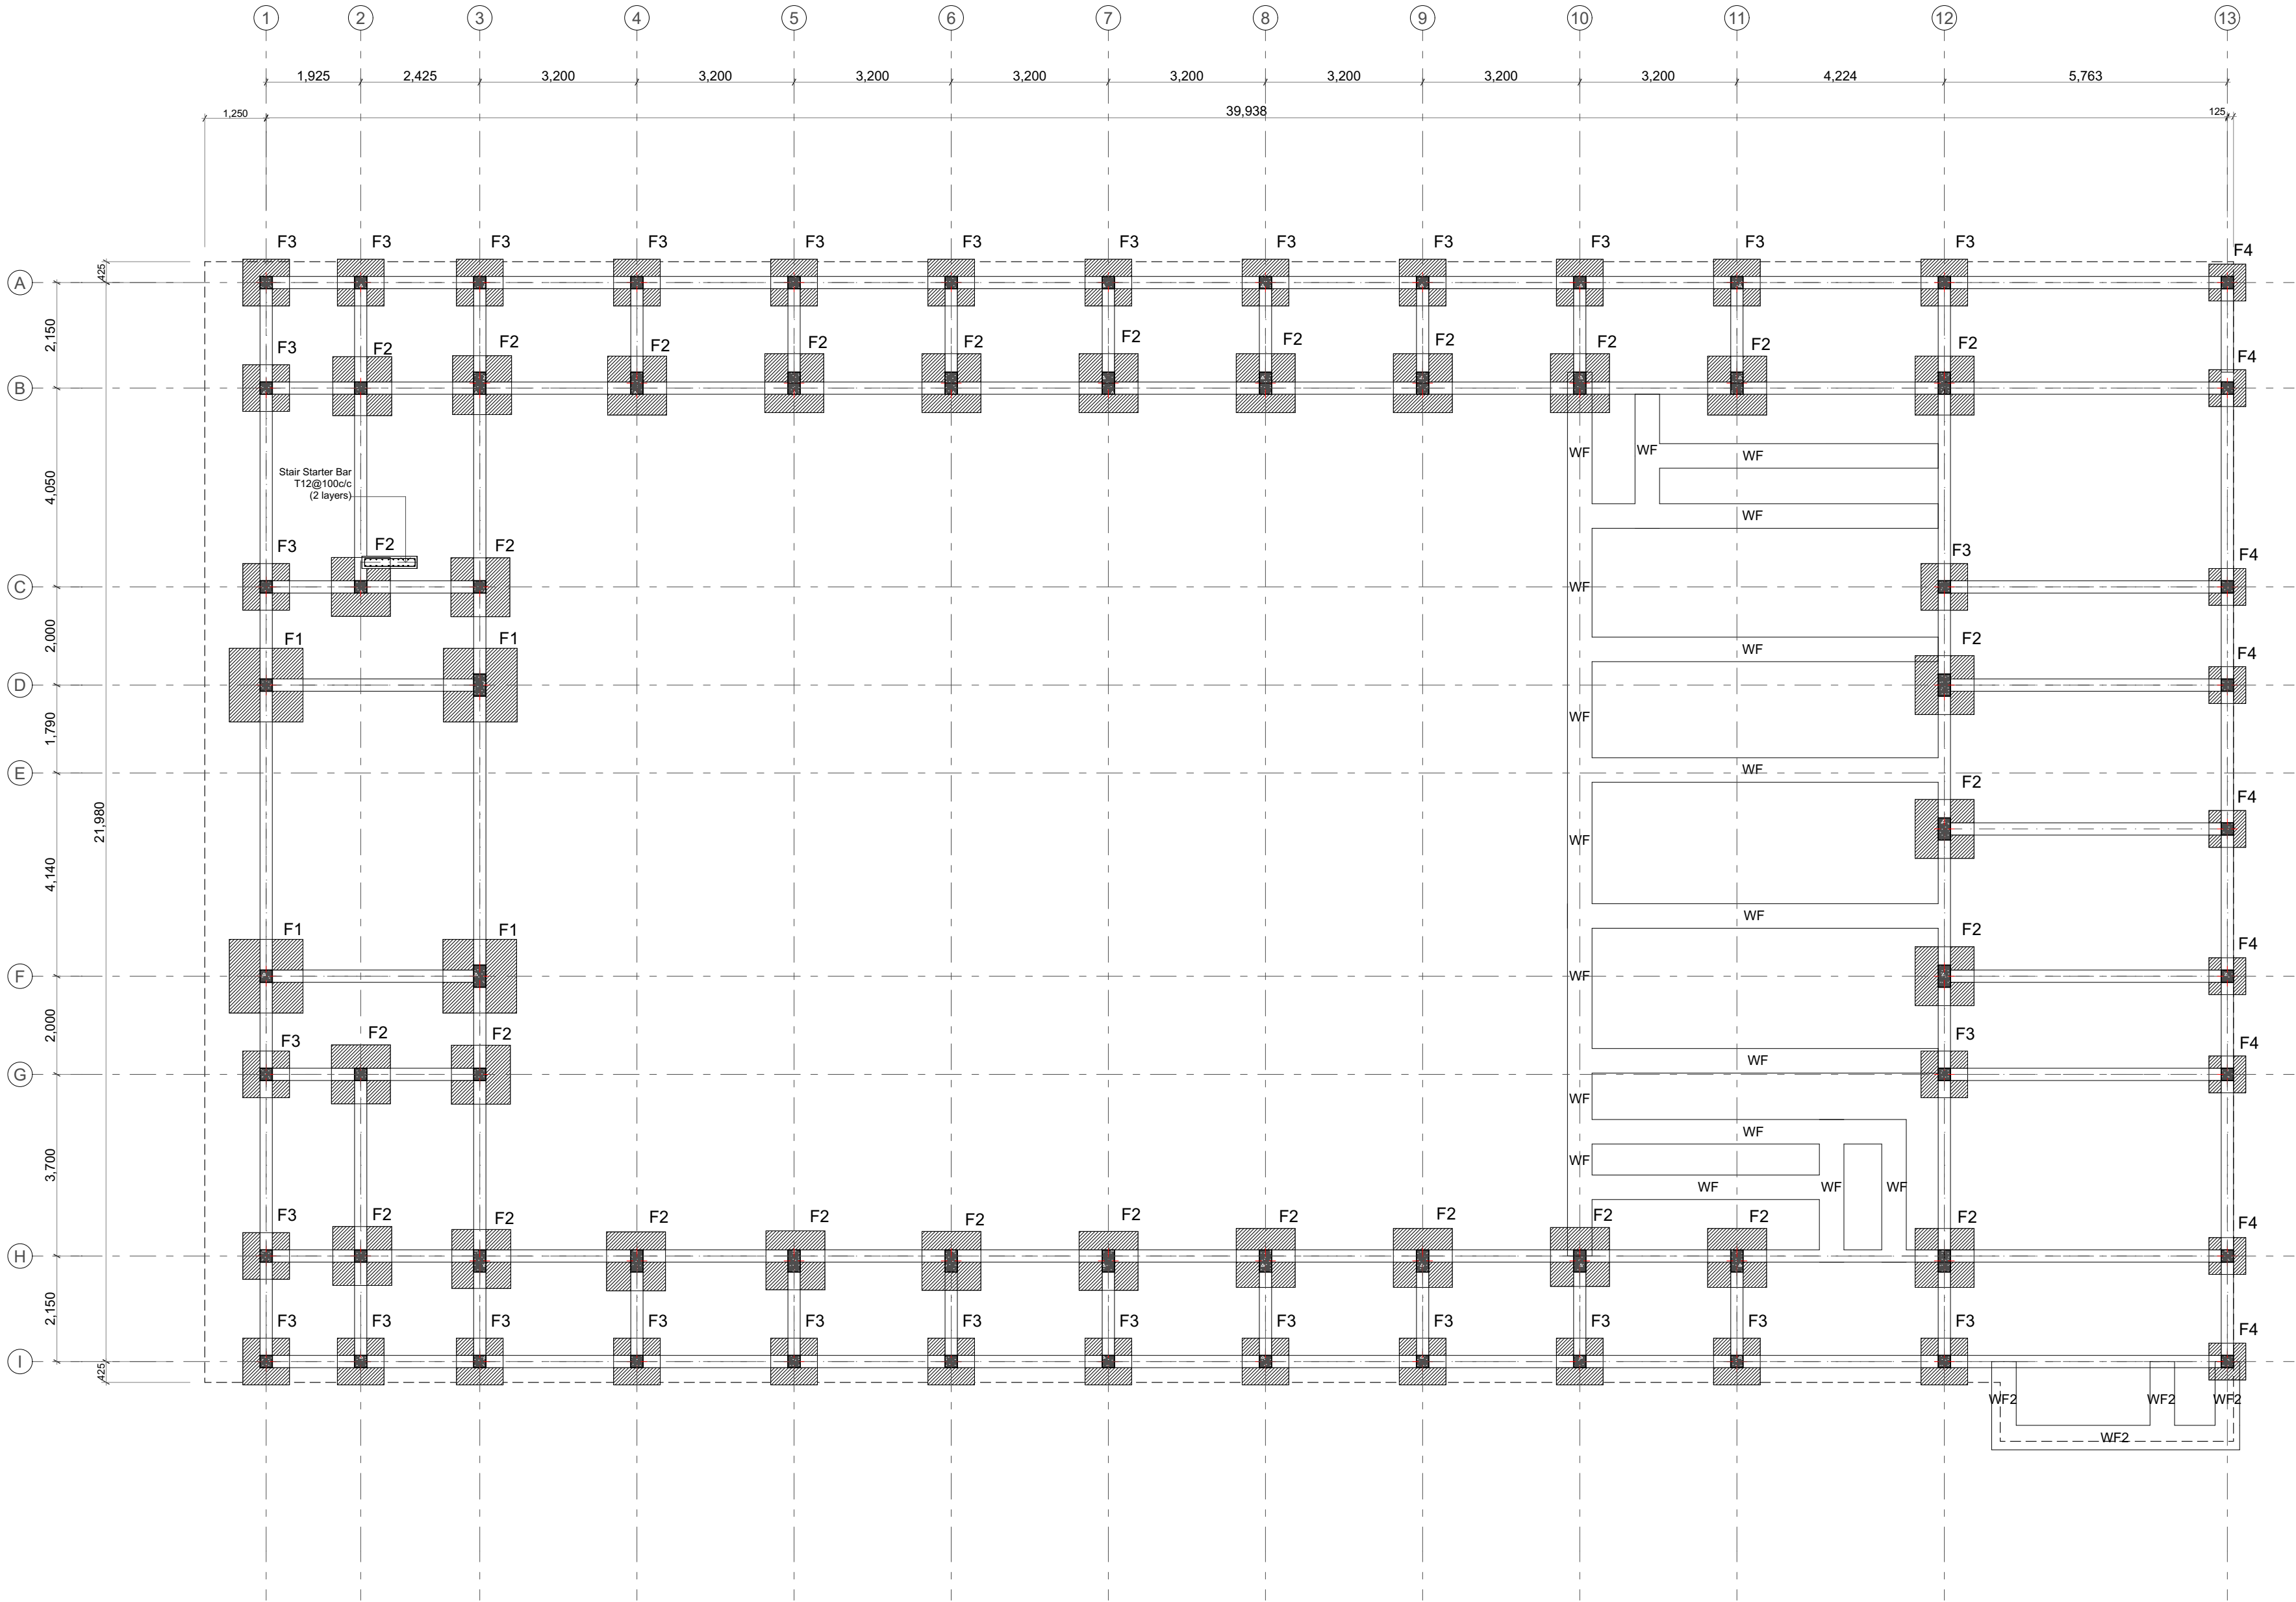 1 2 3 4 5 6 7 8 9 10 11 12 13
1,925 2,425 3,200 3,200 3,200 3,200 3,200 3,200 3,200 3,200 4,224 5,763
1,250 39,938 125
F3 F3 F3 F3 F3 F3 F3 F3 F3 F3 F3 F3 F4
425
A
2,150
F3 F2 F2 F2 F2 F2 F2 F2 F2 F2 F2 F2 F4
B
WF WF WF
Stair Starter Bar
T12@100c/c
(2 layers)
4,050
WF
F3 F2 F2 F3 F4
C
WF
2,000
F1 F1 WF F2 F4
D
1,790
WF
E
WF
F2 F4
21,980
WF
4,140
WF
F1 F1 F2 F4
F
WF
2,000
F3 F2 F2 F3 F4
WF
G
WF
WF
3,700
WF WF WF WF
F3 F2 F2 F2 F2 F2 F2 F2 F2 F2 F2 F2 F4
H
2,150
F3 F3 F3 F3 F3 F3 F3 F3 F3 F3 F3 F3 F4
I
425
WF2 WF2 WF2
WF2